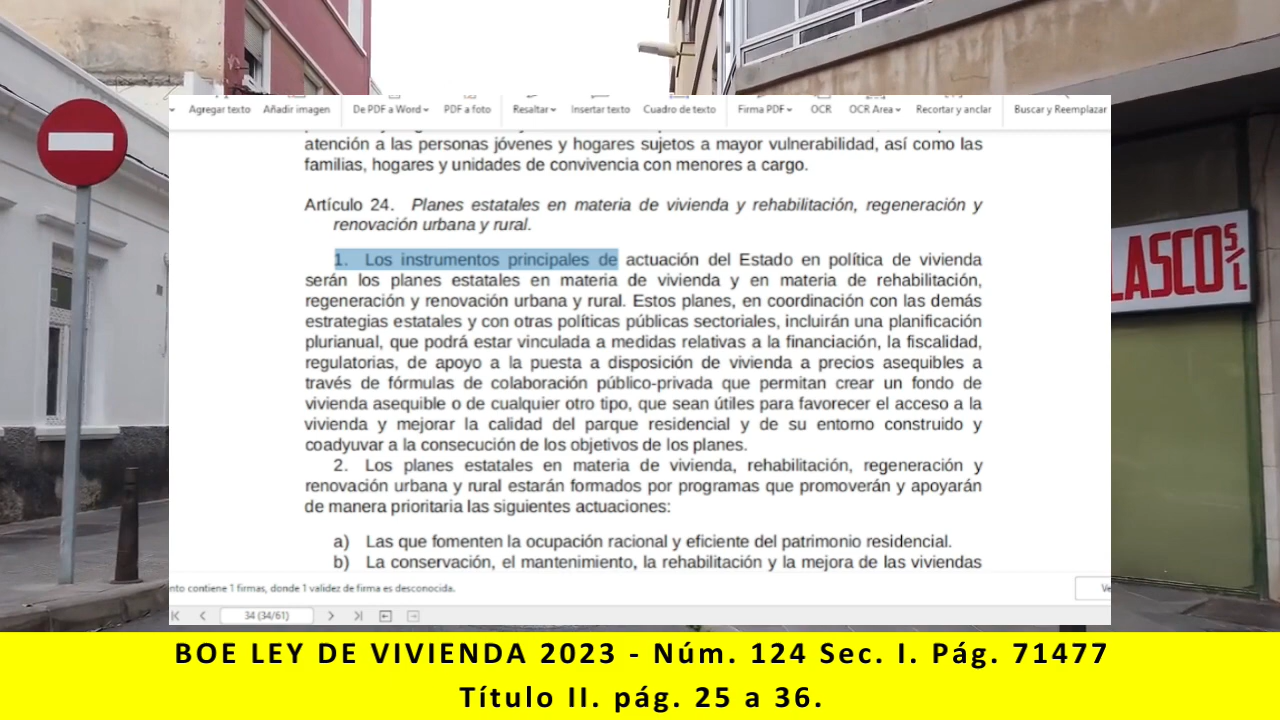 Agregar texto Añadir imagen De PDF a Word PDF a foto Resaltar Insertar texto Cuadro de texto Firma PDF OCR OCR Area Recortar y anclar Buscar y Reemplazar
atención a las personas jóvenes y hogares sujetos a mayor vulnerabilidad, así como las
familias, hogares y unidades de convivencia con menores a cargo.
Artículo 24. Planes estatales en materia de vivienda y rehabilitación, regeneración y
renovación urbana y rural.
1. Los instrumentos principales de actuación del Estado en política de vivienda
serán los planes estatales en materia de vivienda y en materia de rehabilitación,
regeneración y renovación urbana y rural. Estos planes, en coordinación con las demás
estrategias estatales y con otras políticas públicas sectoriales, incluirán una planificación
plurianual, que podrá estar vinculada a medidas relativas a la financiación, la fiscalidad,
regulatorias, de apoyo a la puesta a disposición de vivienda a precios asequibles a
través de fórmulas de colaboración público-privada que permitan crear un fondo de
vivienda asequible o de cualquier otro tipo, que sean útiles para favorecer el acceso a la
vivienda y mejorar la calidad del parque residencial y de su entorno construido y
coadyuvar a la consecución de los objetivos de los planes.
2. Los planes estatales en materia de vivienda, rehabilitación, regeneración y
renovación urbana y rural estarán formados por programas que promoverán y apoyarán
de manera prioritaria las siguientes actuaciones:
a) Las que fomenten la ocupación racional y eficiente del patrimonio residencial.
b) La conservación, el mantenimiento, la rehabilitación y la mejora de las viviendas
nto contiene 1 firmas, donde 1 validez de firma es desconocida.
Ve
34 (34/61)
LASCO S/L
BOE LEY DE VIVIENDA 2023 - Núm. 124 Sec. I. Pág. 71477
Título II. pág. 25 a 36.